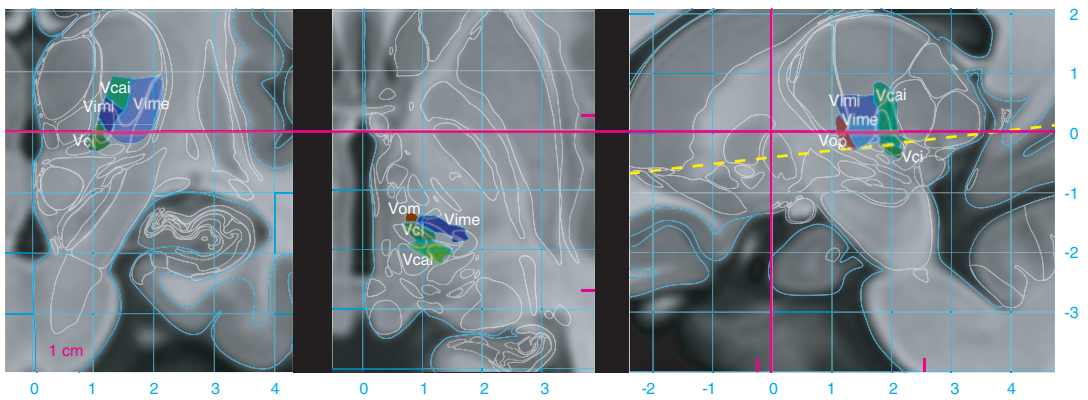 Vcai
Vimi
Vime
Vci
1 cm
0 1 2 3 4
Vom
Vime
Vci
Vcai
0 1 2 3
Vimi
Vcai
Vime
Vop
Vci
2
1
0
-1
-2
-3
-4
-2 -1 0 1 2 3 4